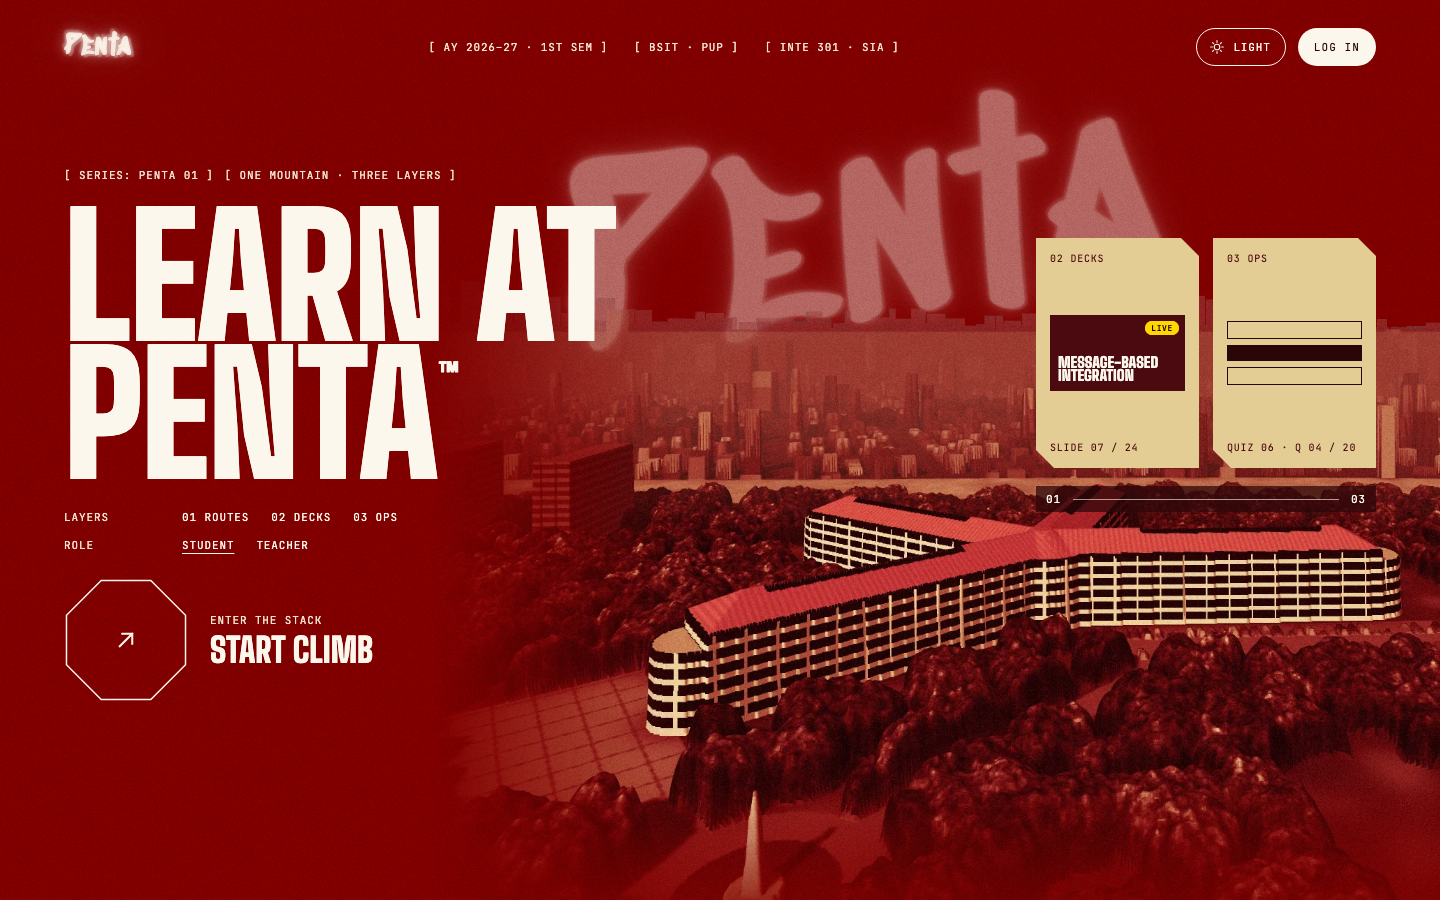 PENTA
[ AY 2026–27 · 1ST SEM ] [ BSIT · PUP ] [ INTE 301 · SIA ]
LIGHT
LOG IN
PENTA
[ SERIES: PENTA 01 ] [ ONE MOUNTAIN · THREE LAYERS ]
LEARN AT
PENTA™
LAYERS 01 ROUTES 02 DECKS 03 OPS
ROLE STUDENT TEACHER
ENTER THE STACK
START CLIMB
02 DECKS
LIVE
MESSAGE-BASED
INTEGRATION
SLIDE 07 / 24
03 OPS
QUIZ 06 · Q 04 / 20
01 03